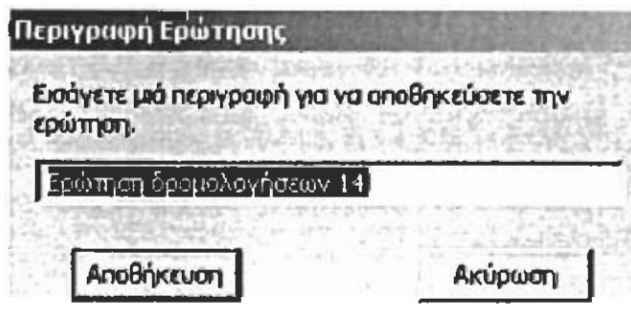 Περιγραφή Ερώτησης
Εισάγετε μιά περιγραφή για να αποθηκεύσετε την
ερώτηση.
Ερώτηση δρομολογήσεων 14
Αποθήκευση
Ακύρωση